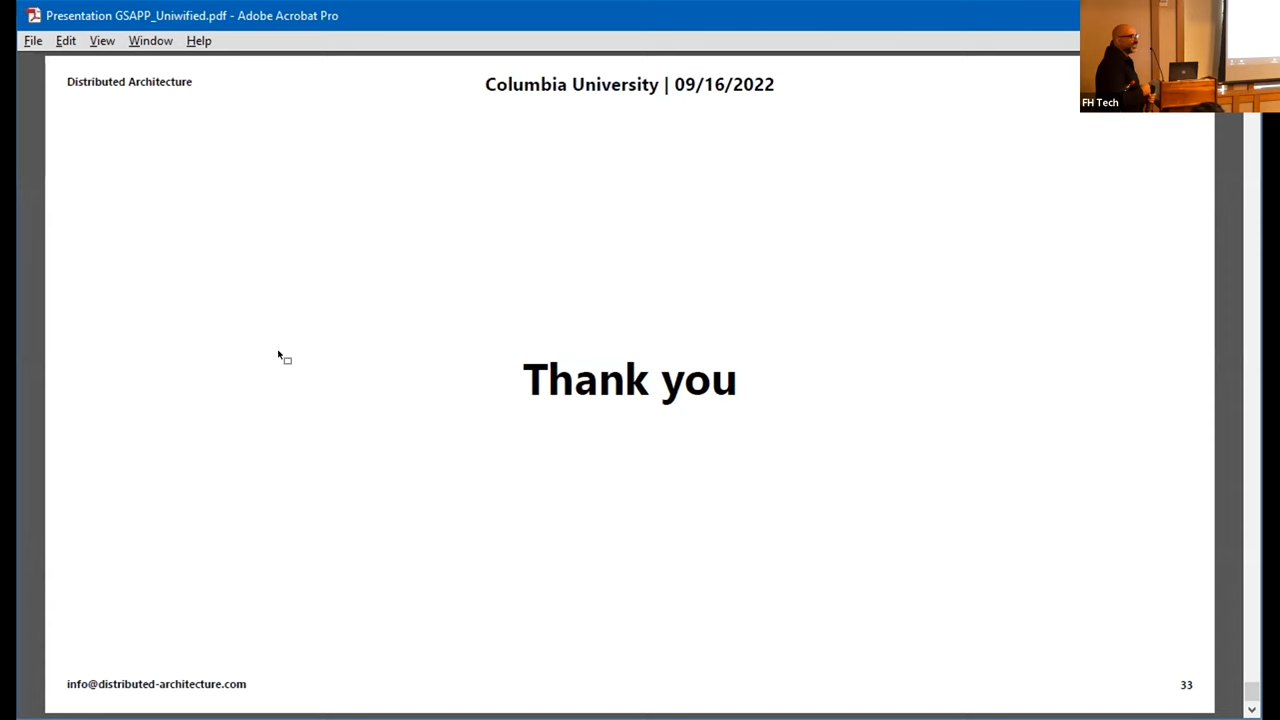 Presentation GSAPP_Uniwified.pdf - Adobe Acrobat Pro
File Edit View Window Help
Distributed Architecture
Columbia University | 09/16/2022
FH Tech
Thank you
info@distributed-architecture.com
33